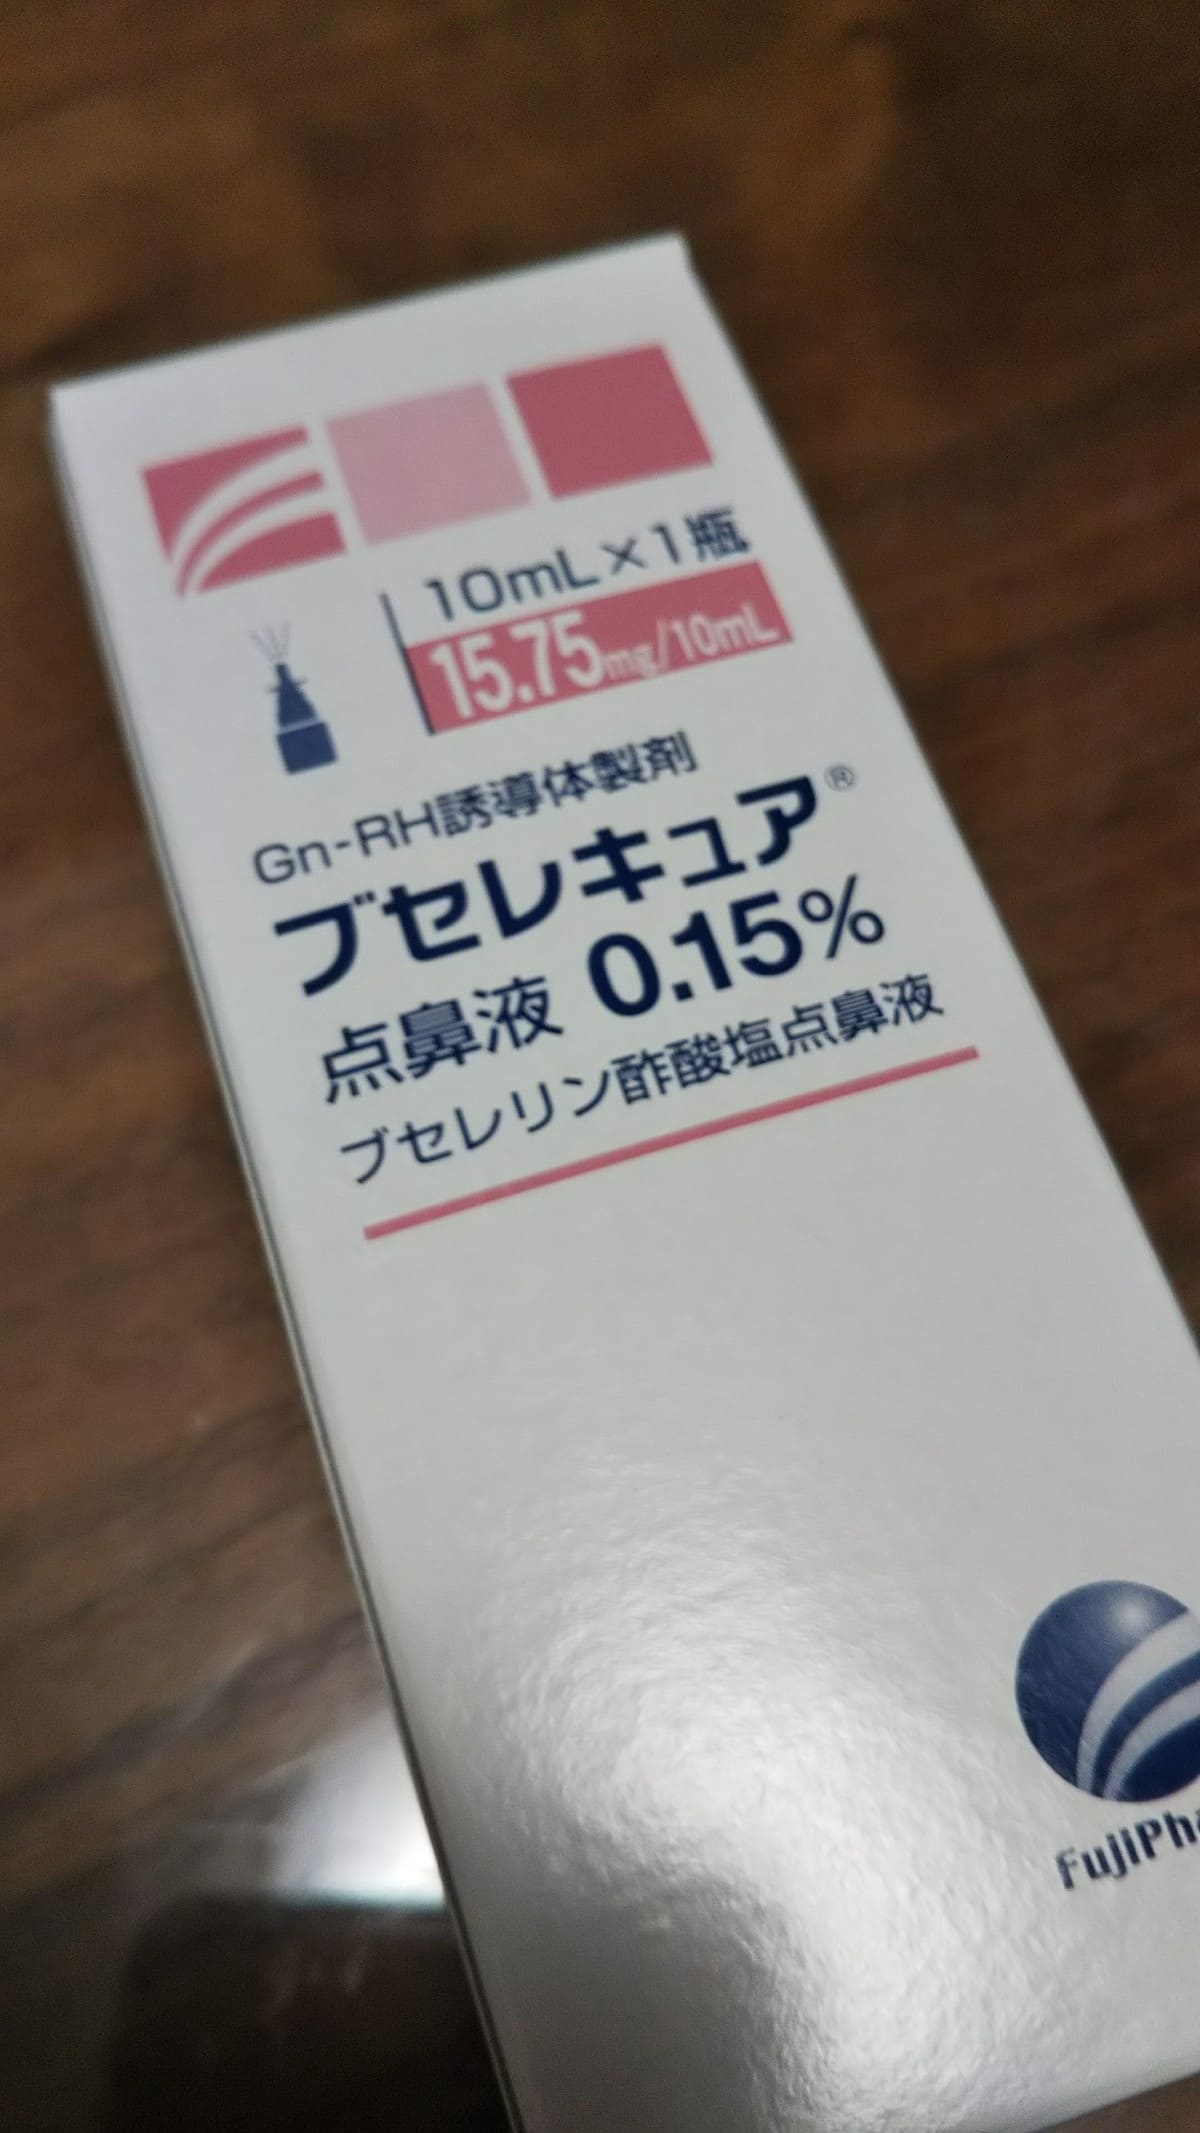 10mL×1瓶
15.75mg/10mL
Gn-RH誘導体製剤
ブセレキュア®
点鼻液 0.15%
ブセレリン酢酸塩点鼻液